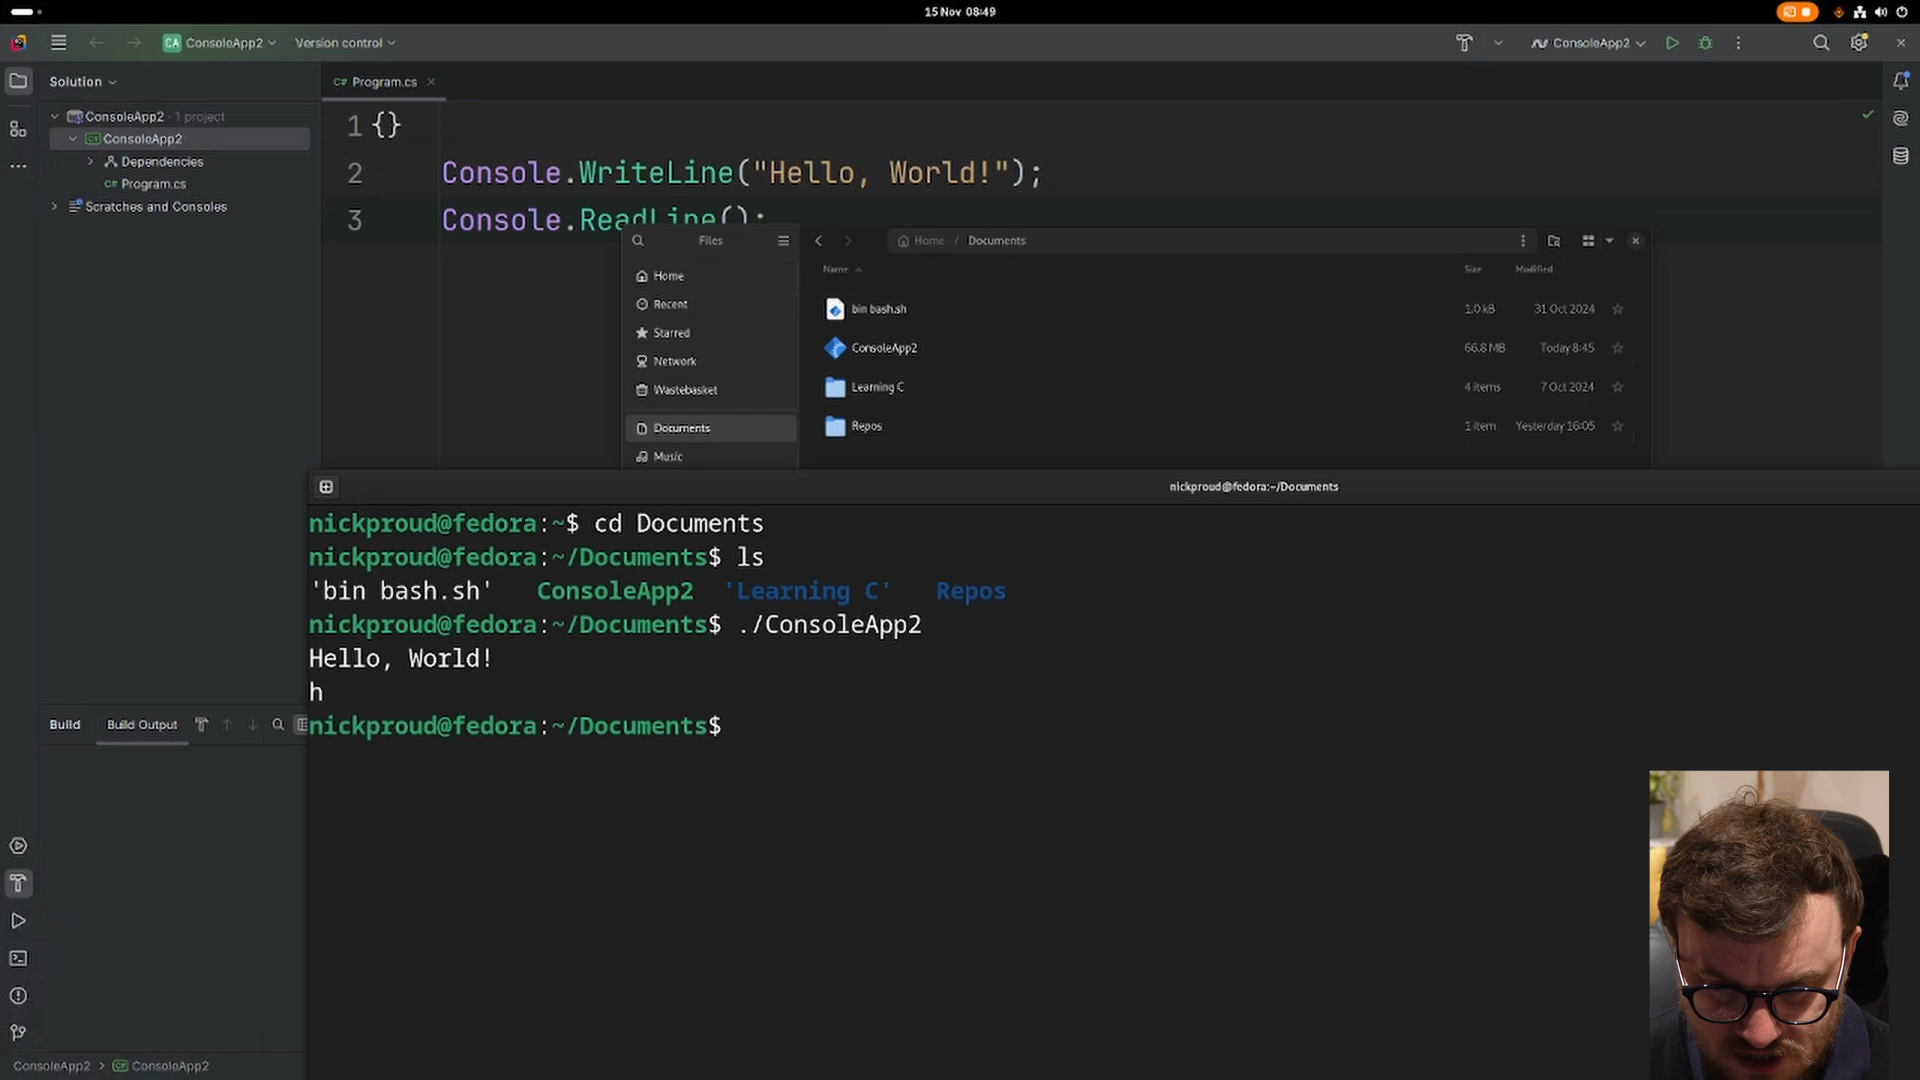 15 Nov 08:49
CA ConsoleApp2 Version control ConsoleApp2
Solution
C# Program.cs
ConsoleApp2 · 1 project
ConsoleApp2
Dependencies
C# Program.cs
Scratches and Consoles
1 {}
2 Console.WriteLine("Hello, World!");
3 Console.ReadLine();
Files
Home / Documents
Name Size Modified
Home
Recent
Starred
Network
Wastebasket
Documents
Music
bin bash.sh 1.0 kB 31 Oct 2024
ConsoleApp2 66.8 MB Today 8:45
Learning C 4 items 7 Oct 2024
Repos 1 item Yesterday 16:05
nickproud@fedora:~/Documents
nickproud@fedora:~$ cd Documents
nickproud@fedora:~/Documents$ ls
'bin bash.sh' ConsoleApp2 'Learning C' Repos
nickproud@fedora:~/Documents$ ./ConsoleApp2
Hello, World!
h
nickproud@fedora:~/Documents$
Build Build Output
ConsoleApp2 > C# ConsoleApp2